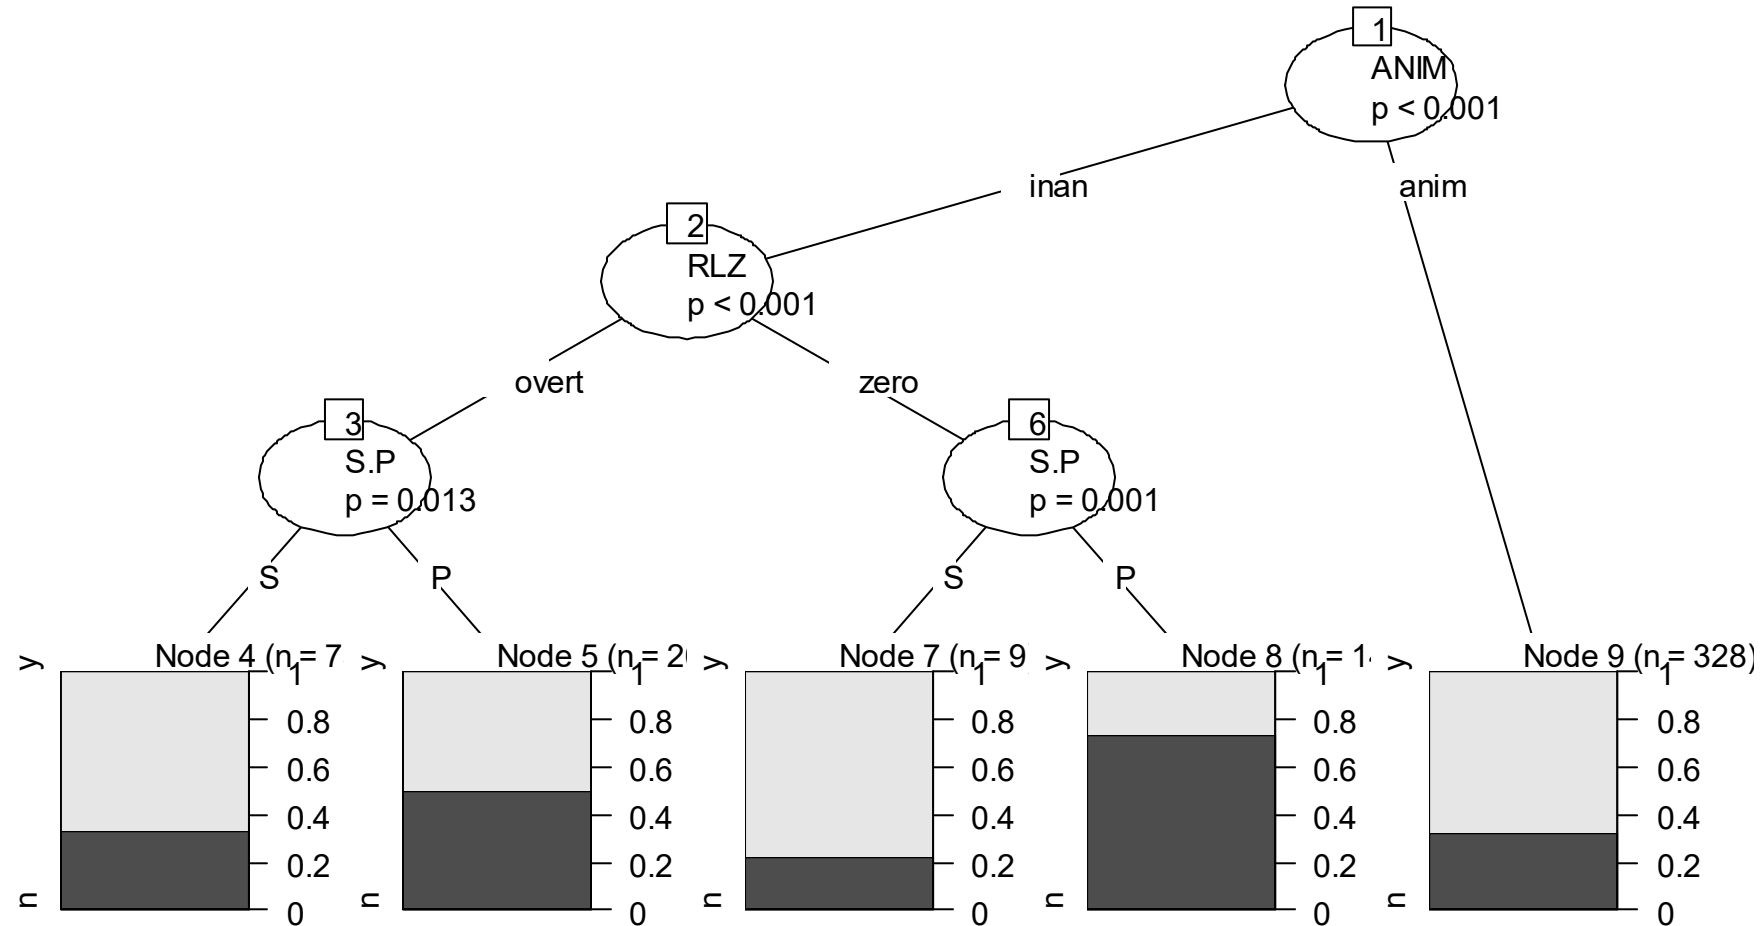 1
ANIM
p < 0.001
inan
anim
2
RLZ
p < 0.001
overt
zero
3
S.P
p = 0.013
6
S.P
p = 0.001
S
P
S
P
Node 4 (n = 7
y
n
1
0.8
0.6
0.4
0.2
0
Node 5 (n = 2
y
n
1
0.8
0.6
0.4
0.2
0
Node 7 (n = 9
y
n
1
0.8
0.6
0.4
0.2
0
Node 8 (n = 1
y
n
1
0.8
0.6
0.4
0.2
0
Node 9 (n = 328)
y
n
1
0.8
0.6
0.4
0.2
0